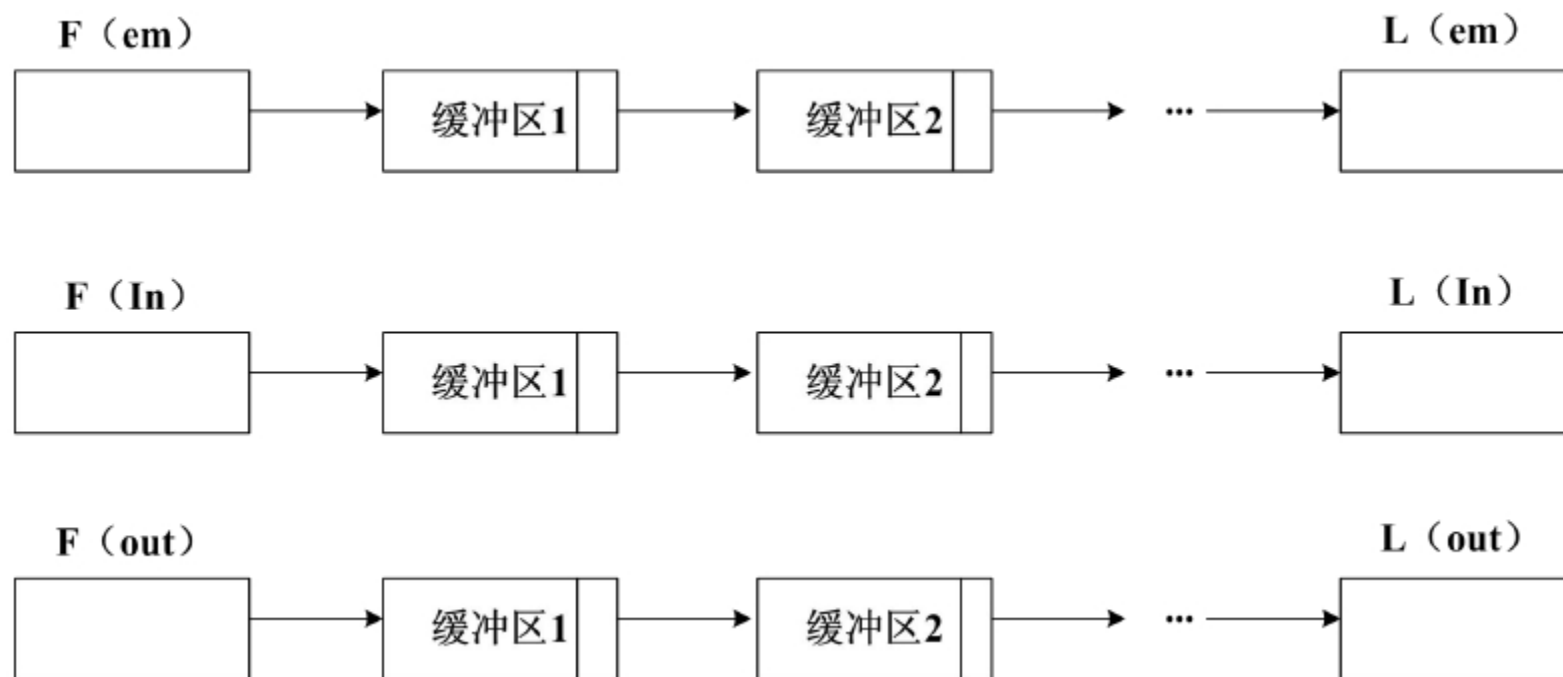 F（em） L（em）
缓冲区1 缓冲区2 ...
F（In） L（In）
缓冲区1 缓冲区2 ...
F（out） L（out）
缓冲区1 缓冲区2 ...